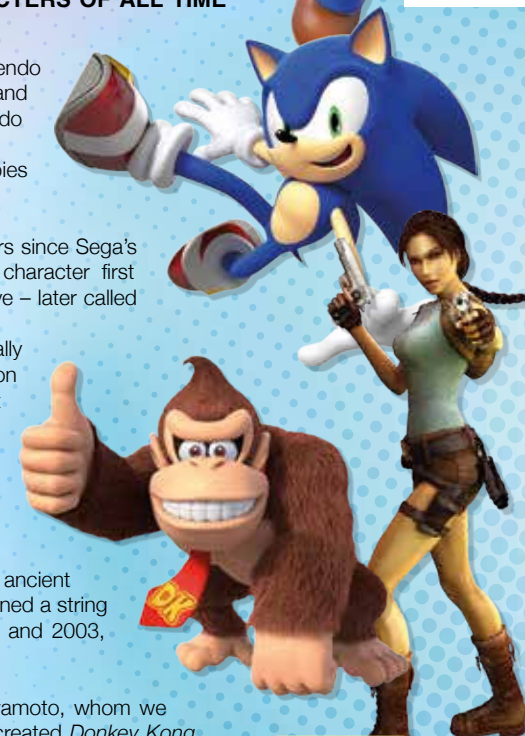 CTERS OF ALL TIME
endo
and
do
pies
rs since Sega's
character first
ve – later called
ally
on
ancient
ned a string
and 2003,
DK
amoto, whom we
created Donkey Kong